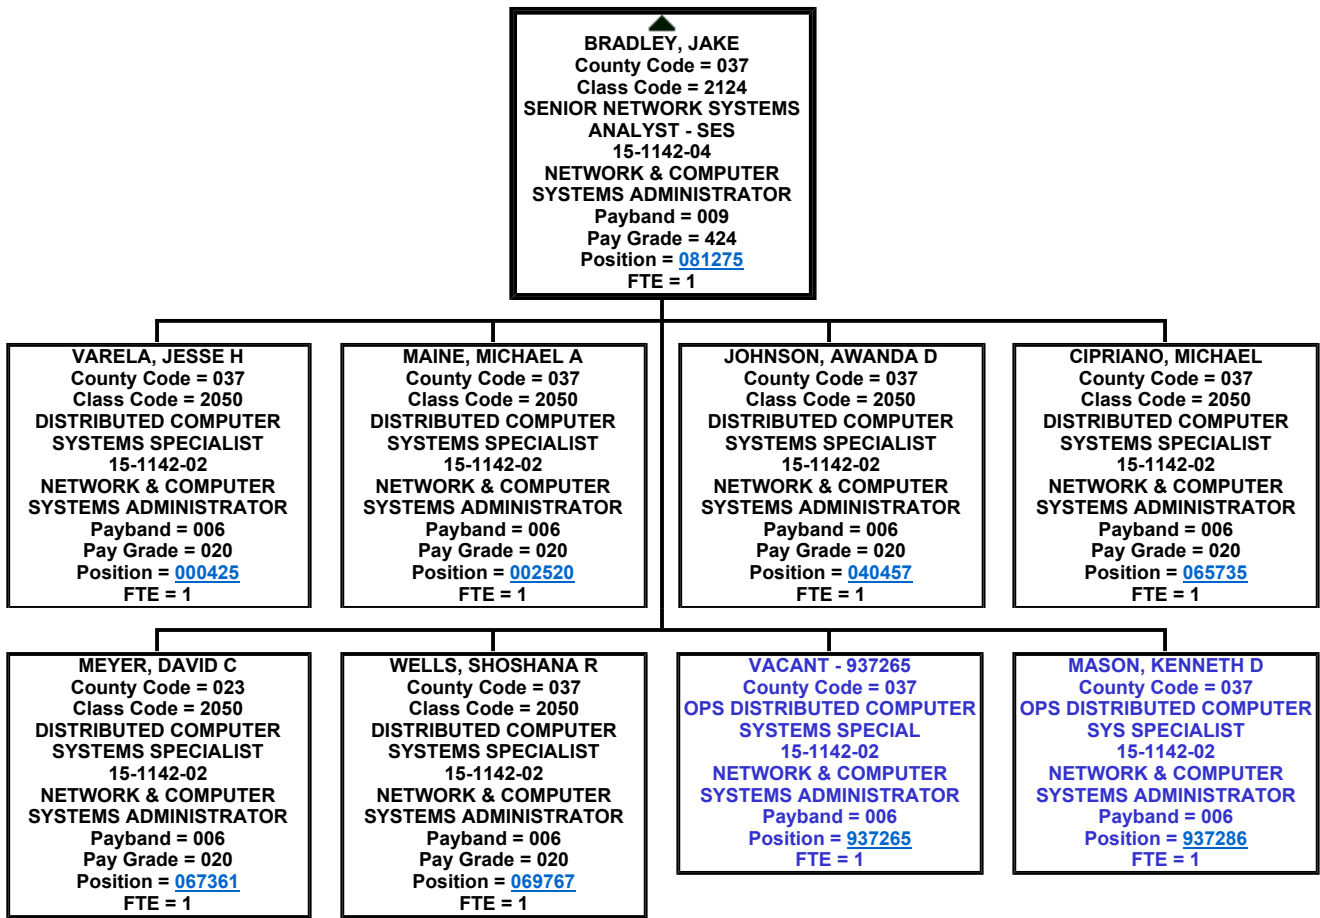 BRADLEY, JAKE
County Code = 037
Class Code = 2124
SENIOR NETWORK SYSTEMS
ANALYST - SES
15-1142-04
NETWORK & COMPUTER
SYSTEMS ADMINISTRATOR
Payband = 009
Pay Grade = 424
Position = 081275
FTE = 1
VARELA, JESSE H
County Code = 037
Class Code = 2050
DISTRIBUTED COMPUTER
SYSTEMS SPECIALIST
15-1142-02
NETWORK & COMPUTER
SYSTEMS ADMINISTRATOR
Payband = 006
Pay Grade = 020
Position = 000425
FTE = 1
MAINE, MICHAEL A
County Code = 037
Class Code = 2050
DISTRIBUTED COMPUTER
SYSTEMS SPECIALIST
15-1142-02
NETWORK & COMPUTER
SYSTEMS ADMINISTRATOR
Payband = 006
Pay Grade = 020
Position = 002520
FTE = 1
JOHNSON, AWANDA D
County Code = 037
Class Code = 2050
DISTRIBUTED COMPUTER
SYSTEMS SPECIALIST
15-1142-02
NETWORK & COMPUTER
SYSTEMS ADMINISTRATOR
Payband = 006
Pay Grade = 020
Position = 040457
FTE = 1
CIPRIANO, MICHAEL
County Code = 037
Class Code = 2050
DISTRIBUTED COMPUTER
SYSTEMS SPECIALIST
15-1142-02
NETWORK & COMPUTER
SYSTEMS ADMINISTRATOR
Payband = 006
Pay Grade = 020
Position = 065735
FTE = 1
MEYER, DAVID C
County Code = 023
Class Code = 2050
DISTRIBUTED COMPUTER
SYSTEMS SPECIALIST
15-1142-02
NETWORK & COMPUTER
SYSTEMS ADMINISTRATOR
Payband = 006
Pay Grade = 020
Position = 067361
FTE = 1
WELLS, SHOSHANA R
County Code = 037
Class Code = 2050
DISTRIBUTED COMPUTER
SYSTEMS SPECIALIST
15-1142-02
NETWORK & COMPUTER
SYSTEMS ADMINISTRATOR
Payband = 006
Pay Grade = 020
Position = 069767
FTE = 1
VACANT - 937265
County Code = 037
OPS DISTRIBUTED COMPUTER
SYSTEMS SPECIAL
15-1142-02
NETWORK & COMPUTER
SYSTEMS ADMINISTRATOR
Payband = 006
Position = 937265
FTE = 1
MASON, KENNETH D
County Code = 037
OPS DISTRIBUTED COMPUTER
SYS SPECIALIST
15-1142-02
NETWORK & COMPUTER
SYSTEMS ADMINISTRATOR
Payband = 006
Position = 937286
FTE = 1